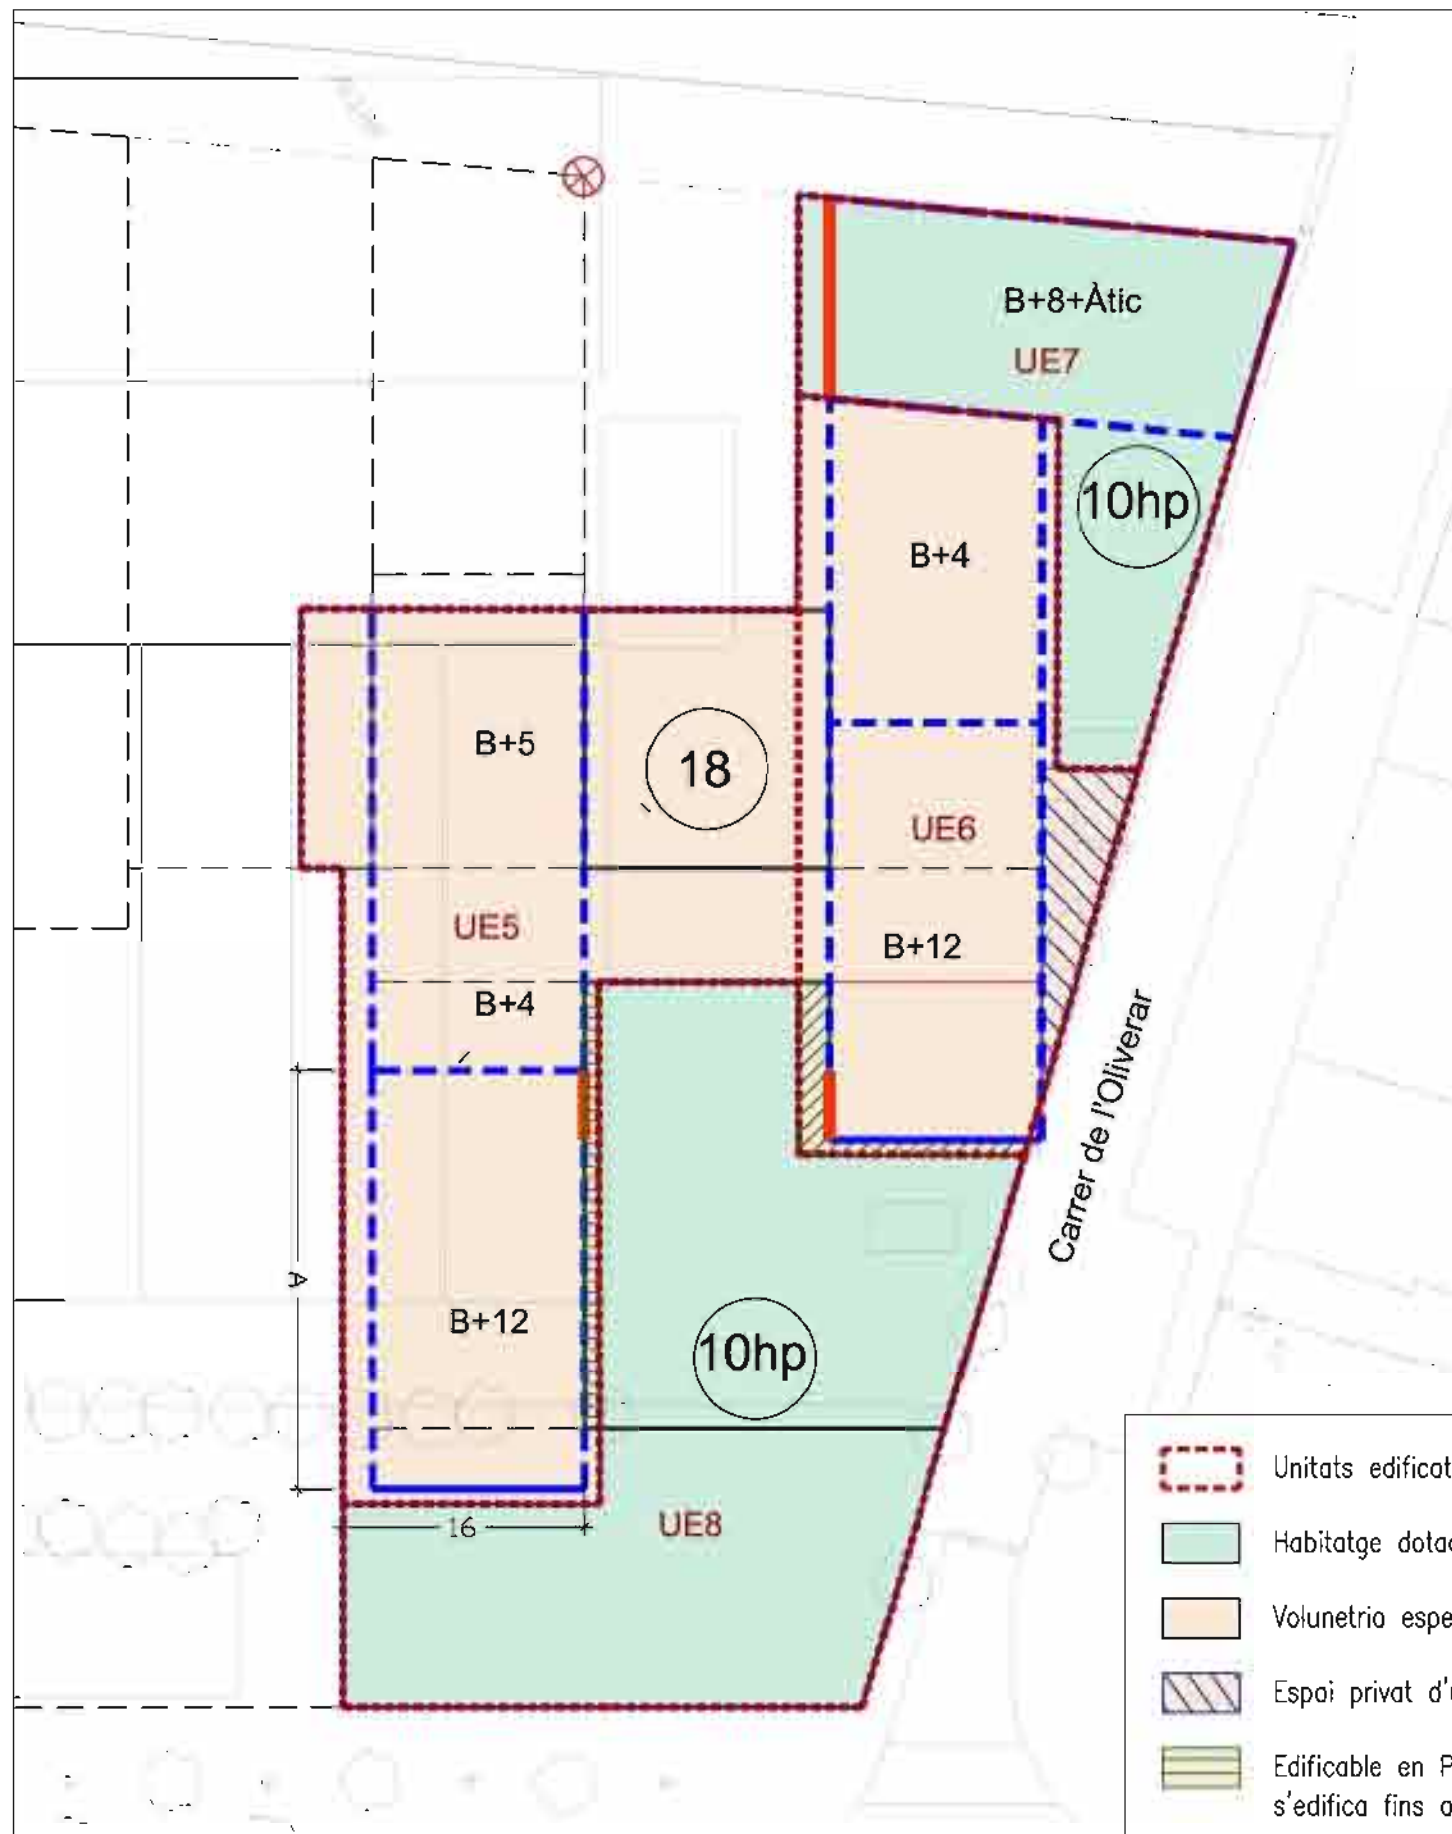 B+8+Àtic
UE7
10hp
B+4
B+5
18
UE6
UE5
B+12
B+4
Carrer de l'Oliverar
A
B+12
10hp
16
UE8
Unitats edificat
Habitatge dotac
Volunetria espe
Espai privat d'
Edificable en P
s'edifica fins a